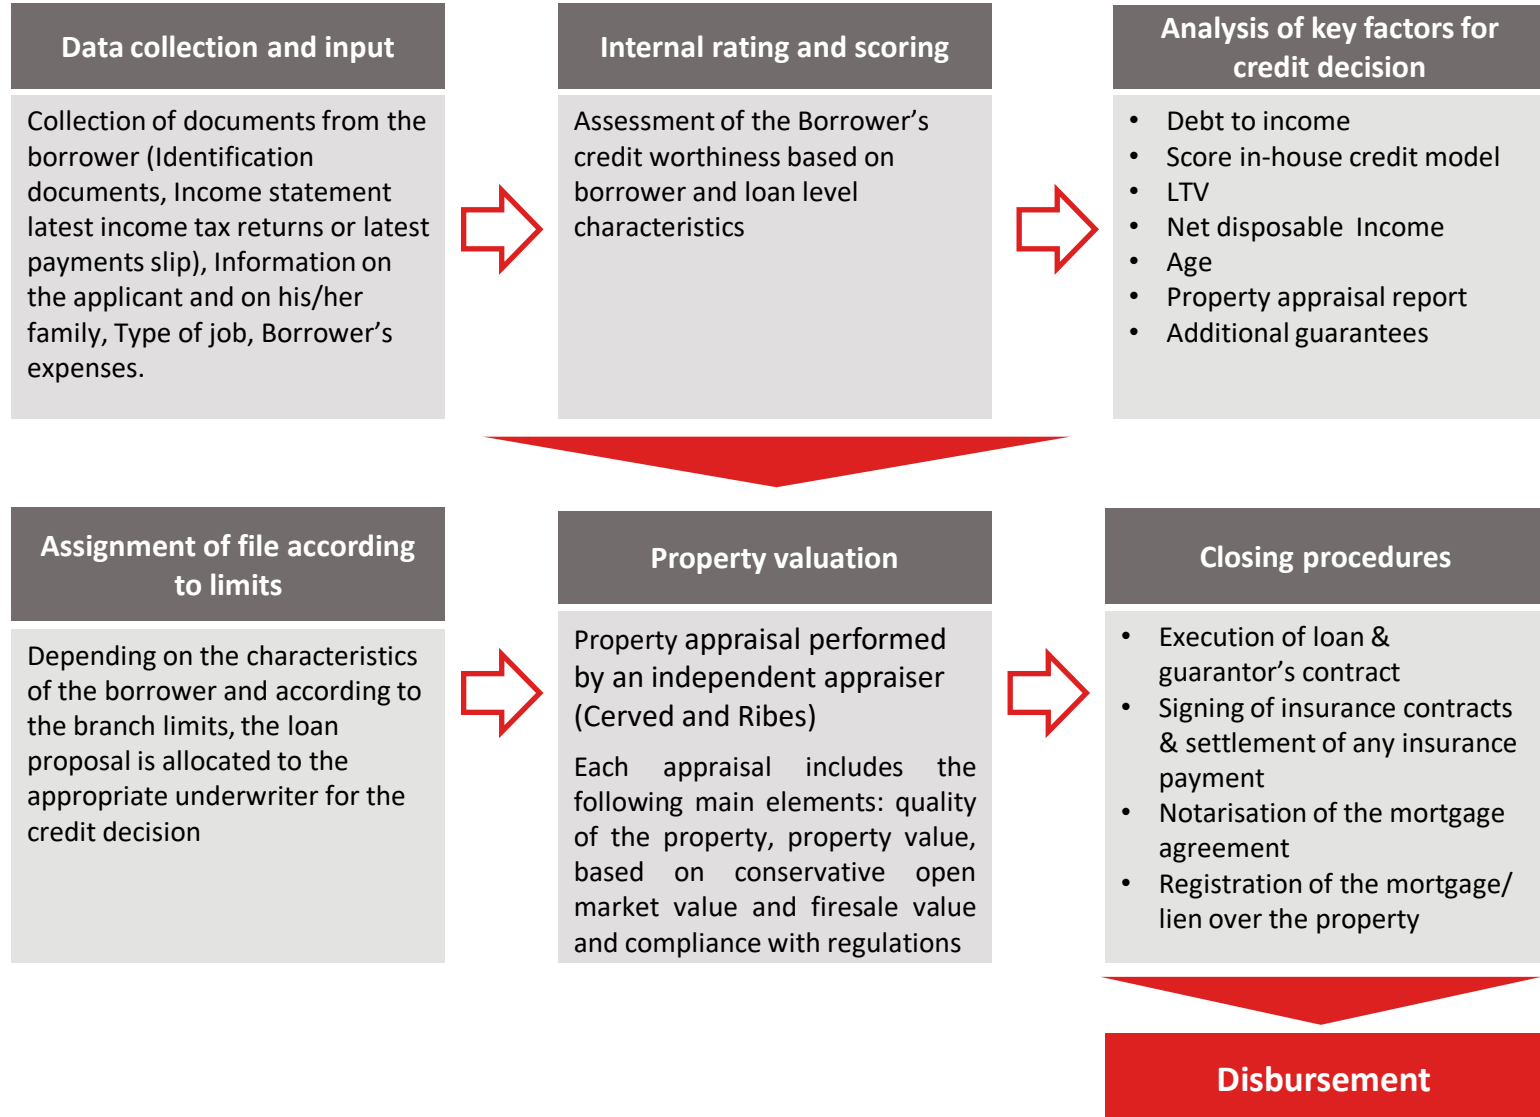 Data collection and input
Collection of documents from the
borrower (Identification
documents, Income statement
latest income tax returns or latest
payments slip), Information on
the applicant and on his/her
family, Type of job, Borrower's
expenses.
Internal rating and scoring
Assessment of the Borrower's
credit worthiness based on
borrower and loan level
characteristics
Analysis of key factors for
credit decision
• Debt to income
• Score in-house credit model
• LTV
• Net disposable Income
• Age
• Property appraisal report
• Additional guarantees
Assignment of file according
to limits
Depending on the characteristics
of the borrower and according to
the branch limits, the loan
proposal is allocated to the
appropriate underwriter for the
credit decision
Property valuation
Property appraisal performed
by an independent appraiser
(Cerved and Ribes)
Each appraisal includes the
following main elements: quality
of the property, property value,
based on conservative open
market value and firesale value
and compliance with regulations
Closing procedures
• Execution of loan &
guarantor's contract
• Signing of insurance contracts
& settlement of any insurance
payment
• Notarisation of the mortgage
agreement
• Registration of the mortgage/
lien over the property
Disbursement